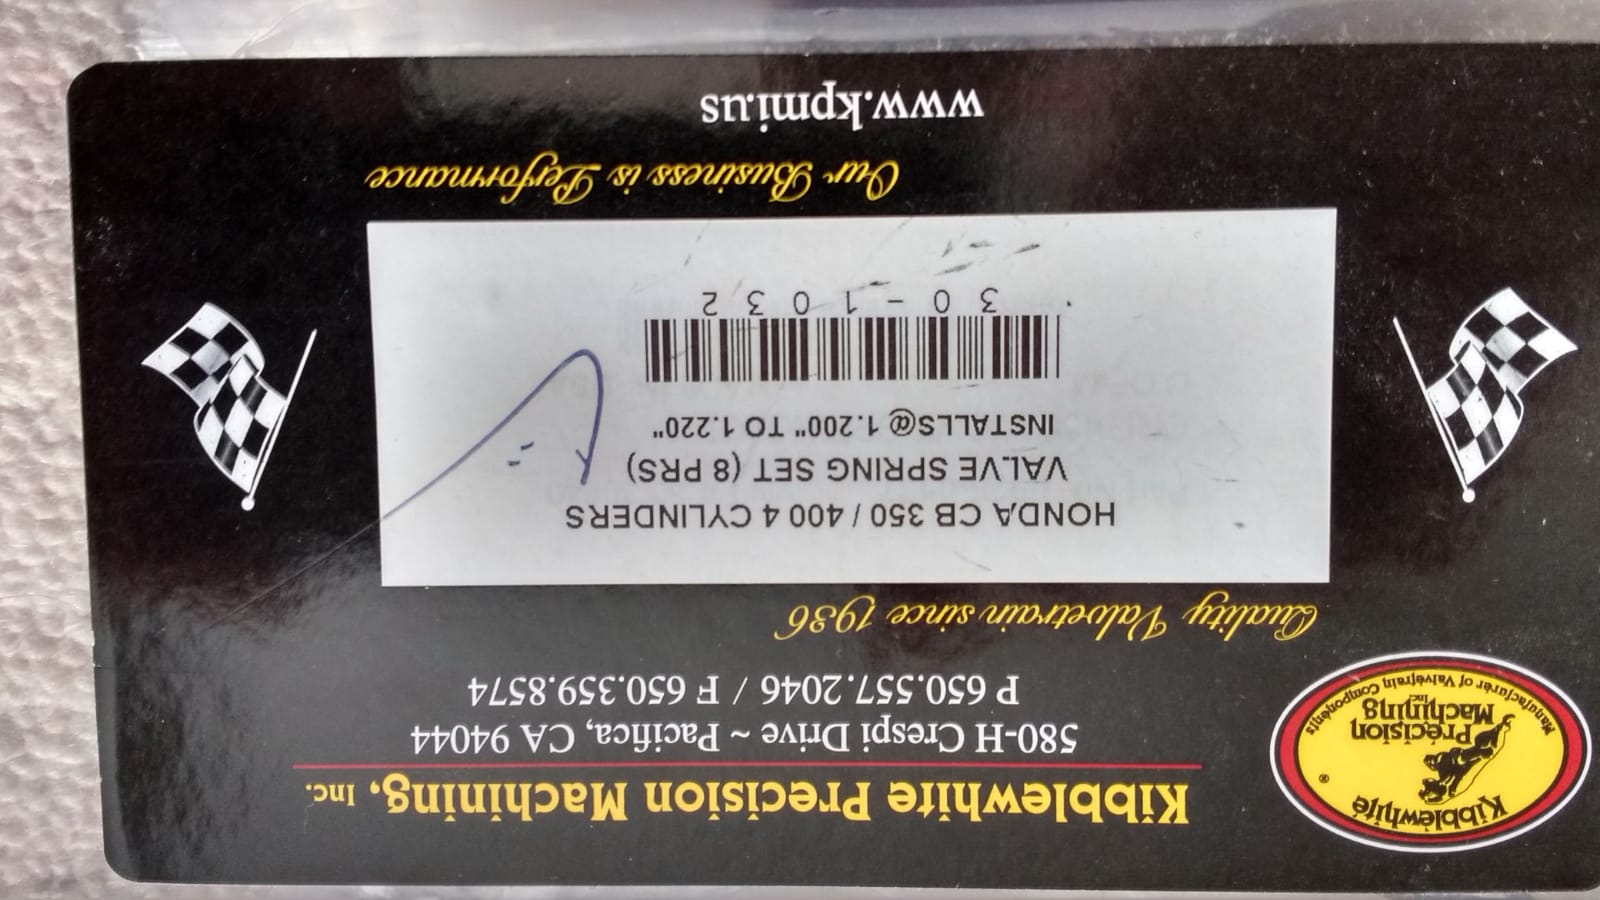 Kibblewhite
Precision
Machining
Inc.
Manufacturer of Valvetrain Components
®
Kibblewhite Precision Machining, Inc.
580-H Crespi Drive ~ Pacifica, CA 94044
P 650.557.2046 / F 650.359.8574
Quality Valvetrain since 1936
HONDA CB 350 / 400 4 CYLINDERS
VALVE SPRING SET (8 PRS)
INSTALLS@ 1.200" TO 1.220"
30-1032
Our Business is Performance
www.kpmi.us